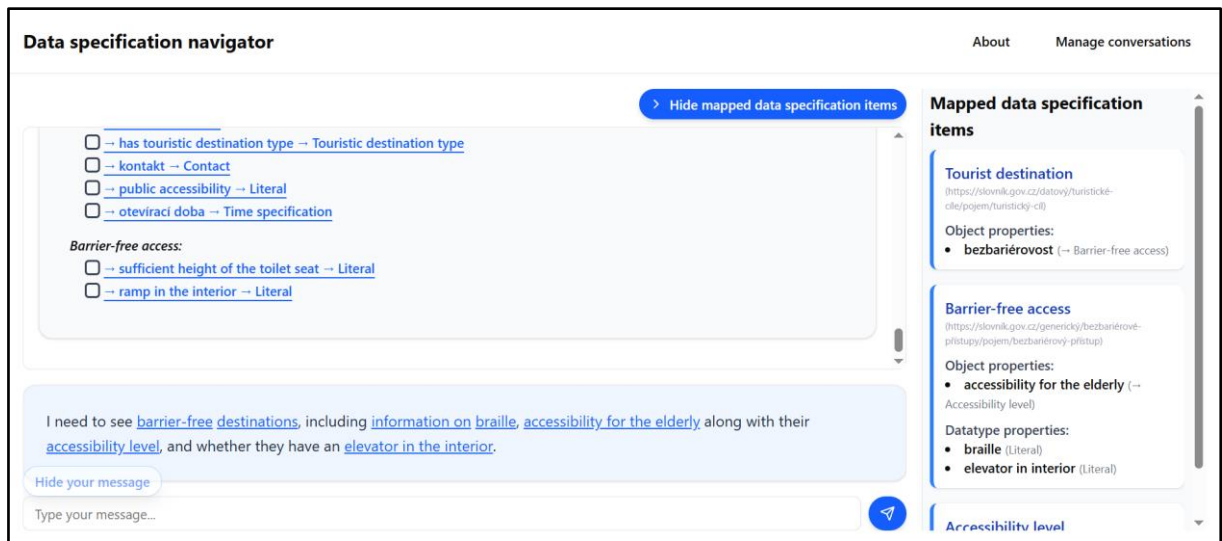 Data specification navigator
About
Manage conversations
Hide mapped data specification items
→ has touristic destination type → Touristic destination type
→ kontakt → Contact
→ public accessibility → Literal
→ otevírací doba → Time specification
Barrier-free access:
→ sufficient height of the toilet seat → Literal
→ ramp in the interior → Literal
I need to see barrier-free destinations, including information on braille, accessibility for the elderly along with their
accessibility level, and whether they have an elevator in the interior.
Hide your message
Type your message...
Mapped data specification
items
Tourist destination
(https://slovník.gov.cz/datový/turistické-
cíle/pojem/turistický-cíl)
Object properties:
• bezbariérovost (→ Barrier-free access)
Barrier-free access
(https://slovník.gov.cz/generický/bezbariérové-
přístupy/pojem/bezbariérový-přístup)
Object properties:
• accessibility for the elderly (→
Accessibility level)
Datatype properties:
• braille (Literal)
• elevator in interior (Literal)
Accessibility level